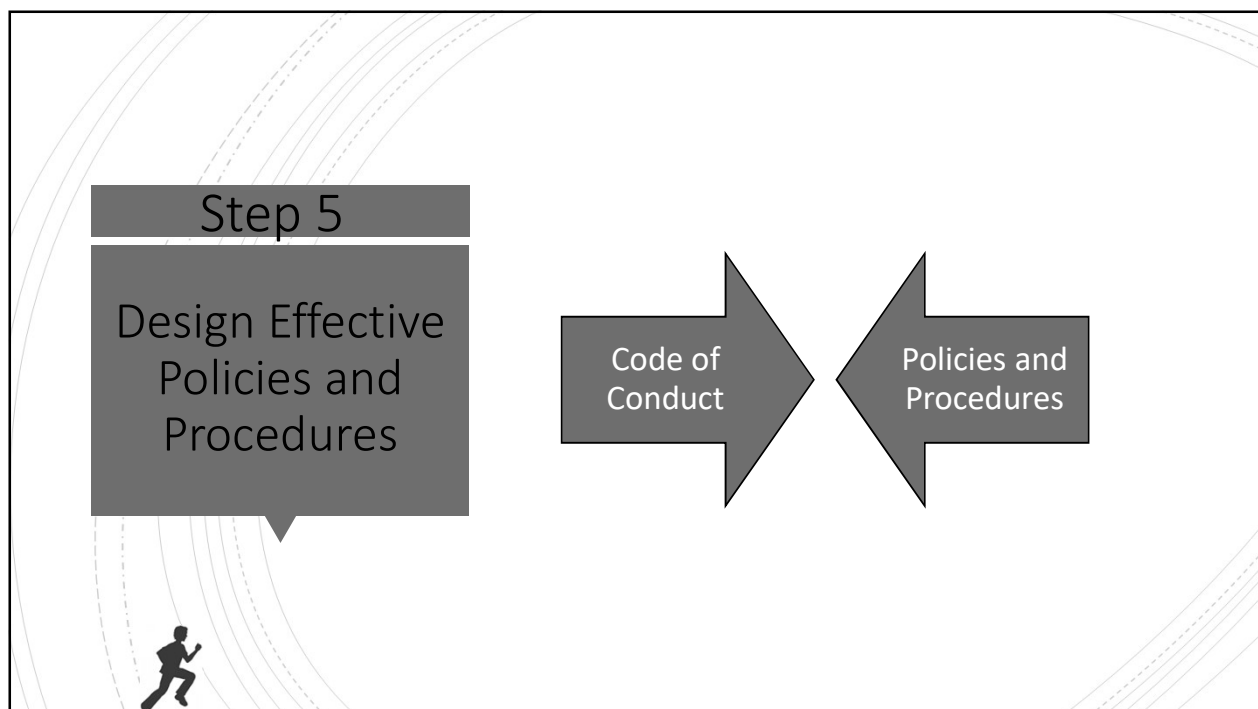 Step 5
Design Effective
Policies and
Procedures
Code of
Conduct
Policies and
Procedures